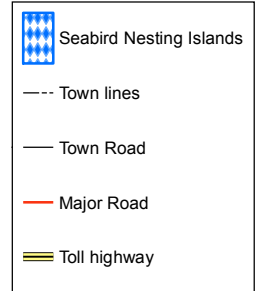 Seabird Nesting Islands
Town lines
Town Road
Major Road
Toll highway